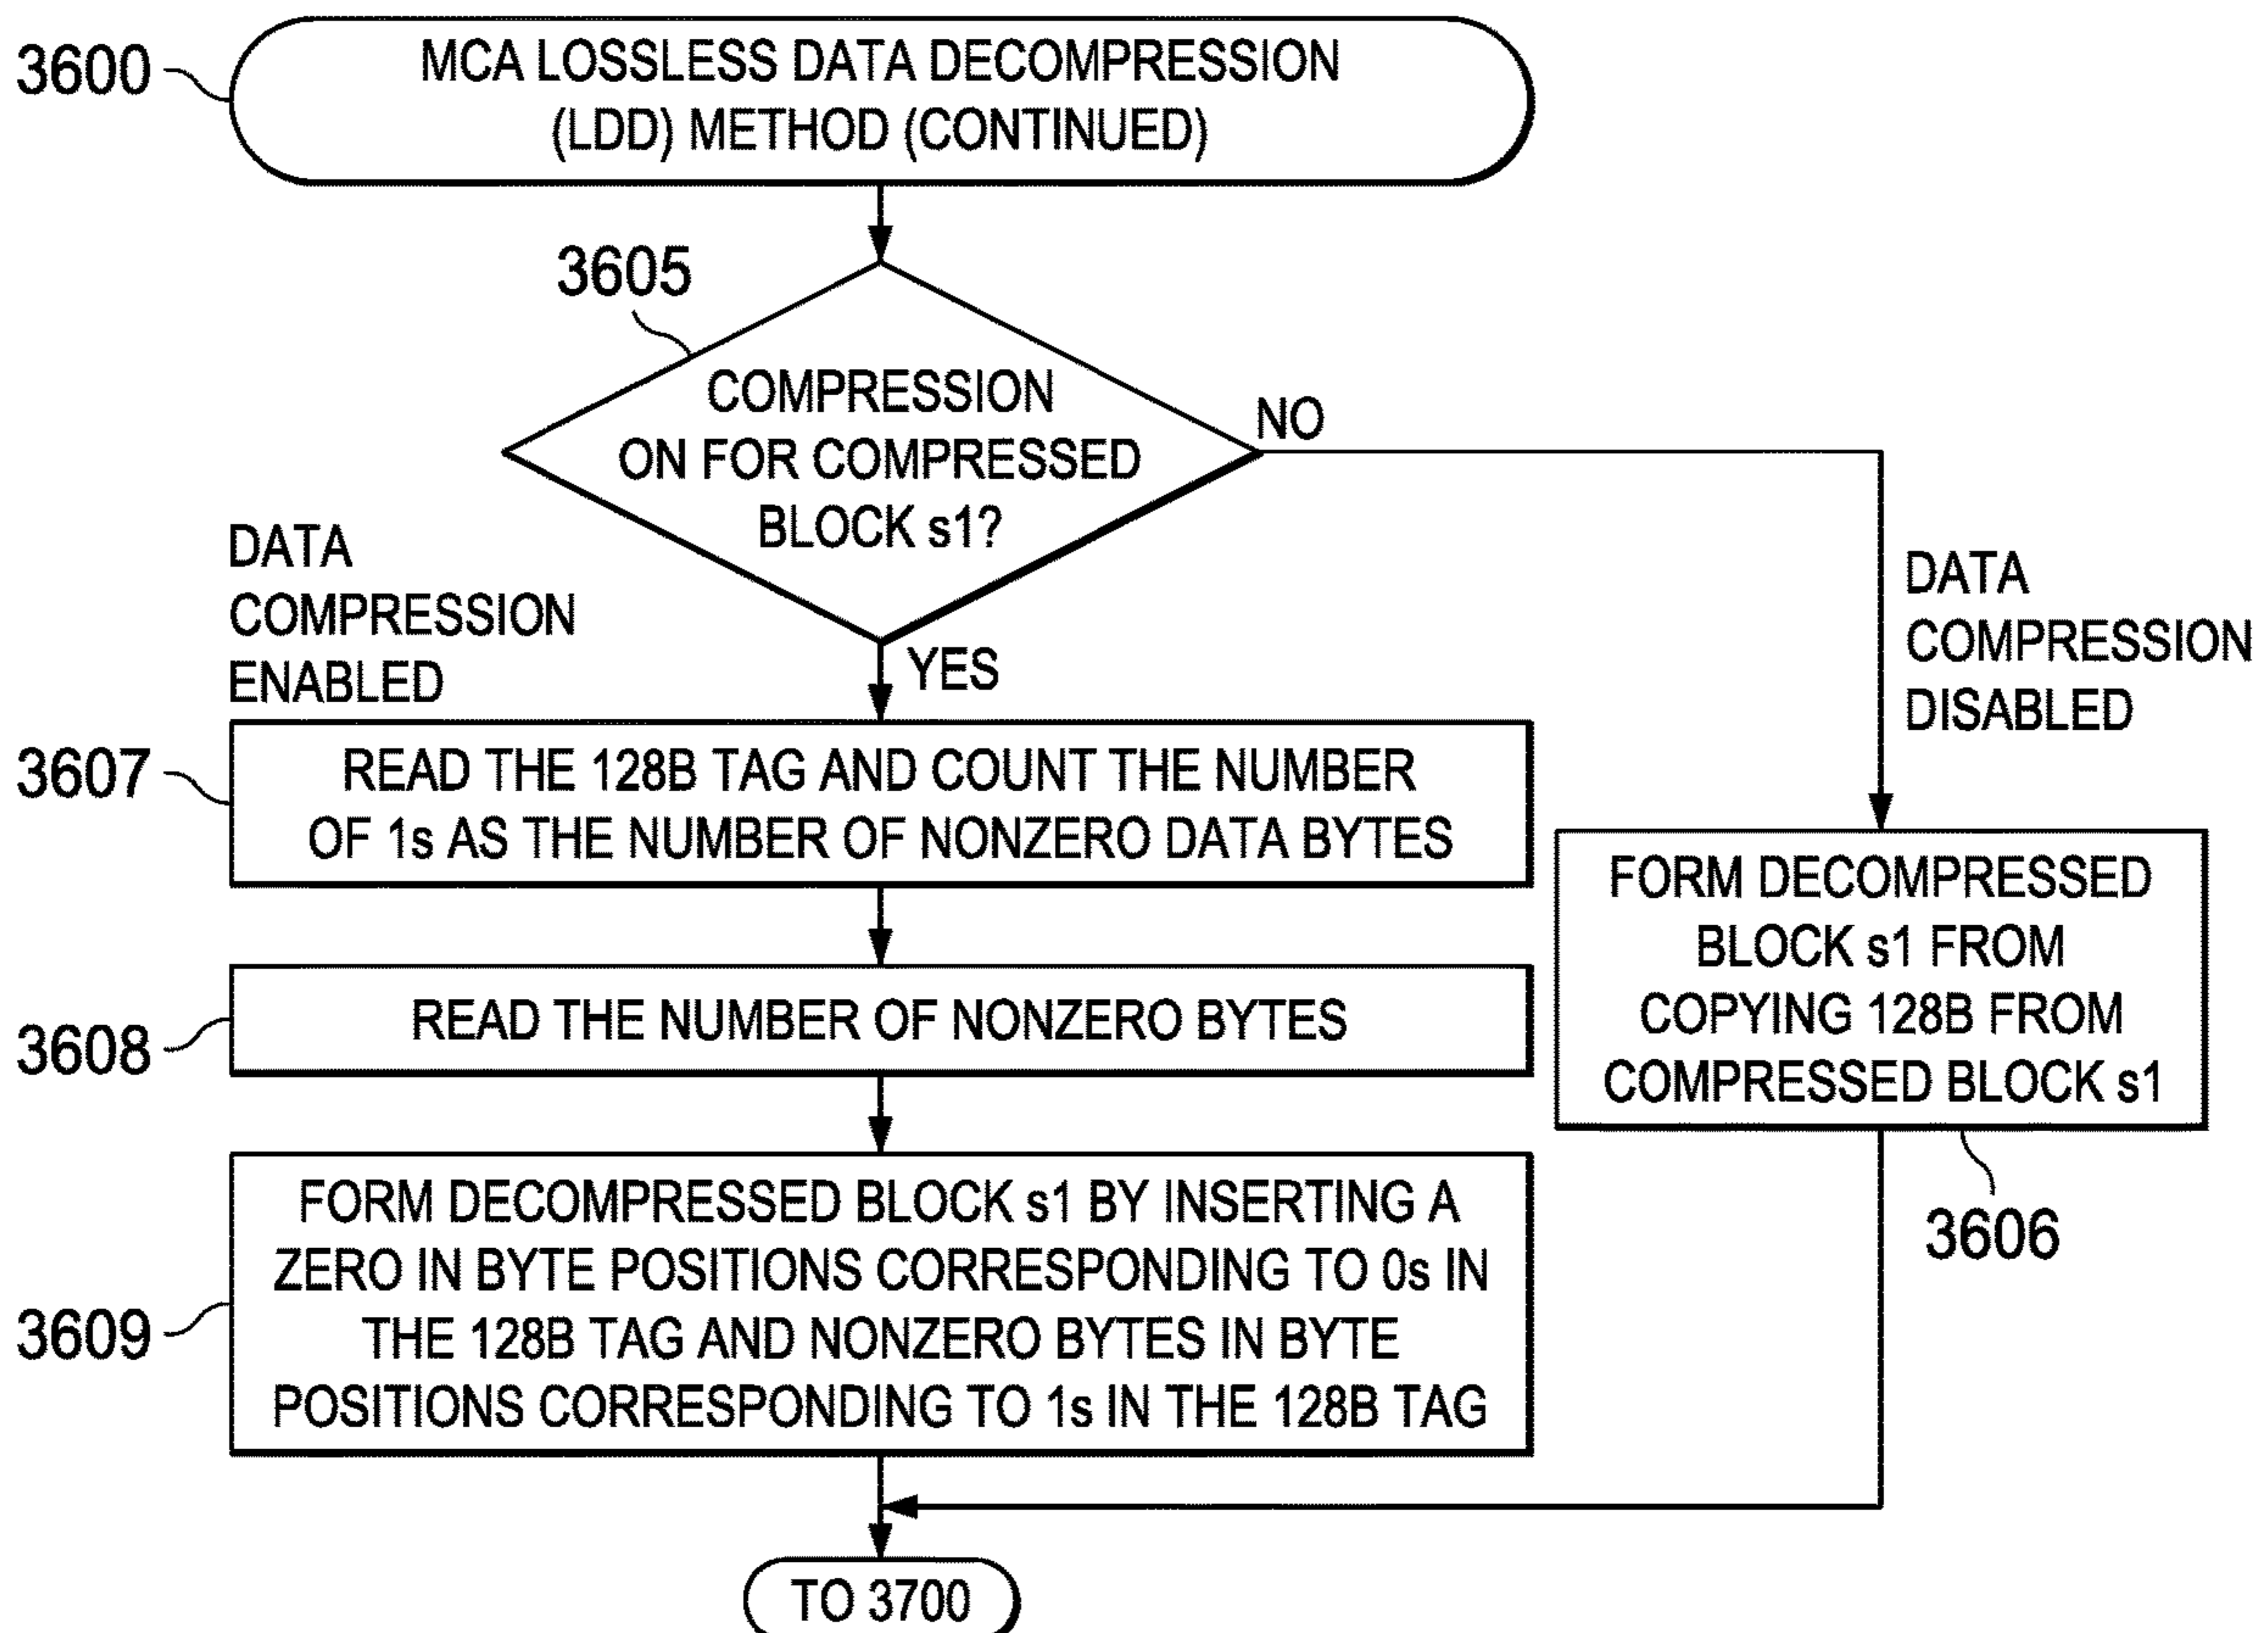 3600
MCA LOSSLESS DATA DECOMPRESSION
(LDD) METHOD (CONTINUED)
3605
COMPRESSION
ON FOR COMPRESSED
BLOCK s1?
NO
YES
DATA
COMPRESSION
ENABLED
DATA
COMPRESSION
DISABLED
3607
READ THE 128B TAG AND COUNT THE NUMBER
OF 1s AS THE NUMBER OF NONZERO DATA BYTES
3608
READ THE NUMBER OF NONZERO BYTES
FORM DECOMPRESSED
BLOCK s1 FROM
COPYING 128B FROM
COMPRESSED BLOCK s1
3606
3609
FORM DECOMPRESSED BLOCK s1 BY INSERTING A
ZERO IN BYTE POSITIONS CORRESPONDING TO 0s IN
THE 128B TAG AND NONZERO BYTES IN BYTE
POSITIONS CORRESPONDING TO 1s IN THE 128B TAG
TO 3700